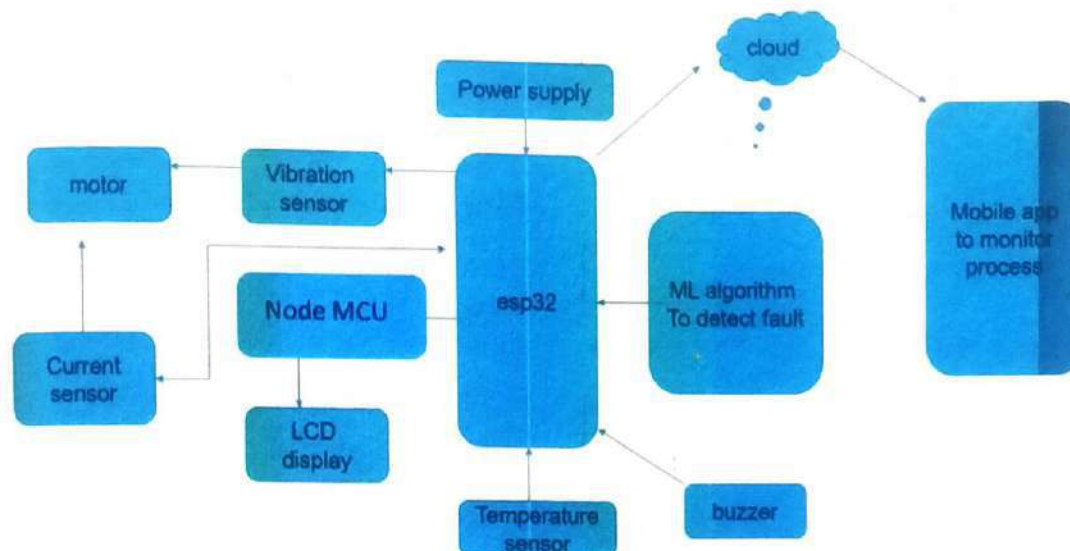 cloud
Power supply
motor
Vibration
sensor
Mobile app
to monitor
process
Node MCU
esp32
ML algorithm
To detect fault
Current
sensor
LCD
display
Temperature
sensor
buzzer